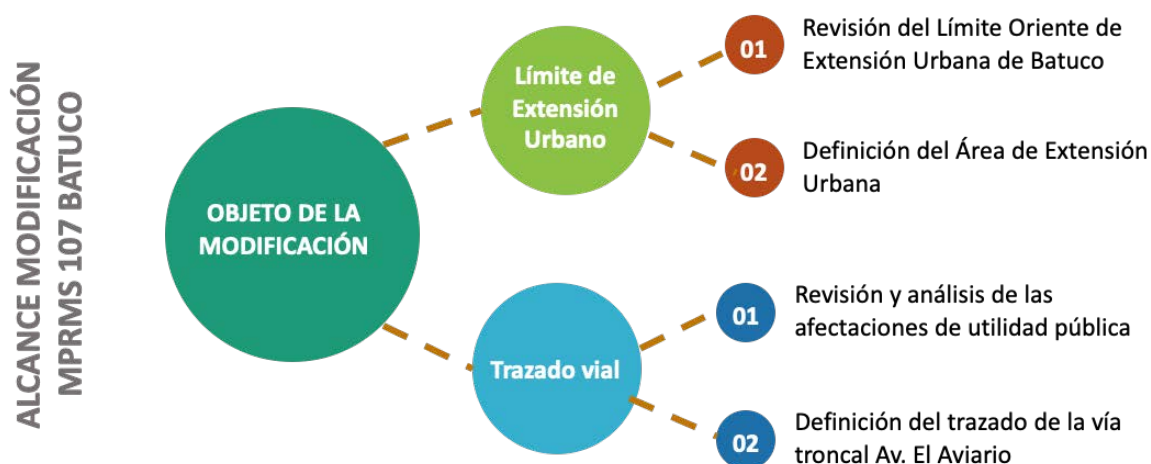 ALCANCE MODIFICACIÓN
MPRMS 107 BATUCO
OBJETO DE LA
MODIFICACIÓN
Límite de
Extensión
Urbano
01
Revisión del Límite Oriente de
Extensión Urbana de Batuco
02
Definición del Área de Extensión
Urbana
Trazado vial
01
Revisión y análisis de las
afectaciones de utilidad pública
02
Definición del trazado de la vía
troncal Av. El Aviario